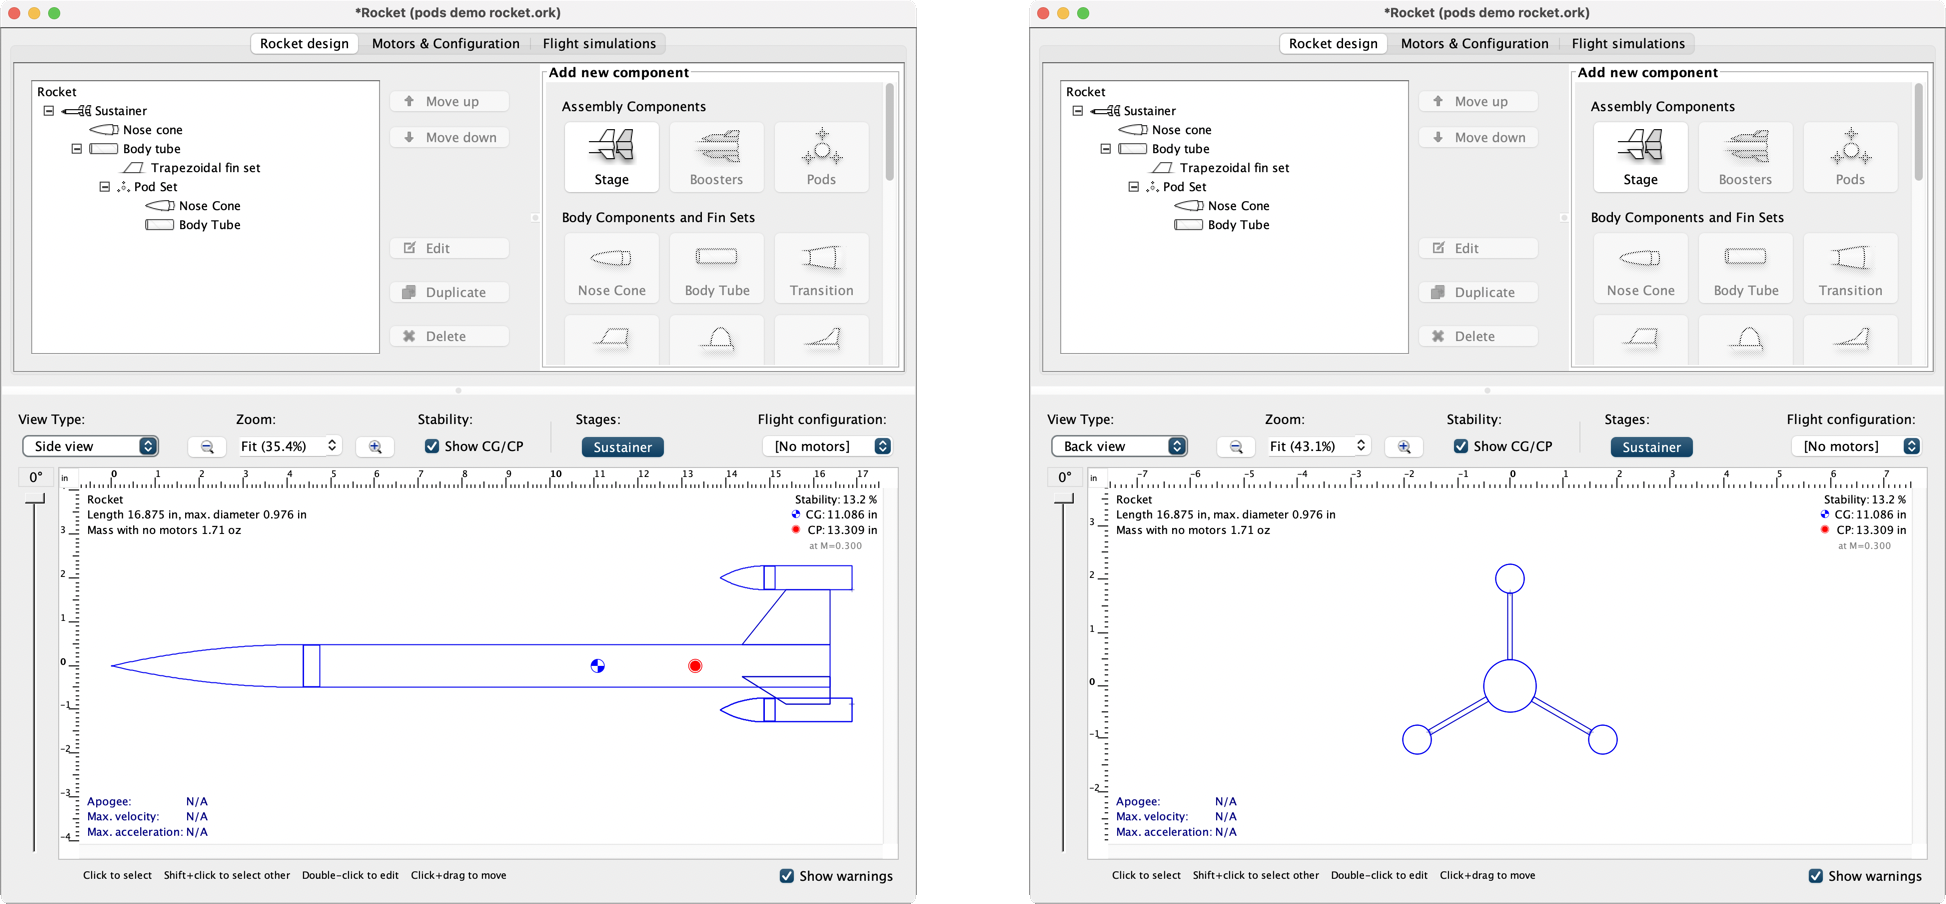 *Rocket (pods demo rocket.ork)
Rocket design Motors & Configuration Flight simulations
Rocket
Sustainer
Nose cone
Body tube
Trapezoidal fin set
Pod Set
Nose Cone
Body Tube
Move up
Move down
Edit
Duplicate
Delete
Add new component
Assembly Components
Stage Boosters Pods
Body Components and Fin Sets
Nose Cone Body Tube Transition
View Type: Zoom: Stability: Stages: Flight configuration:
Side view Fit (35.4%) Show CG/CP Sustainer [No motors]
0° in 0 1 2 3 4 5 6 7 8 9 10 11 12 13 14 15 16 17
3
2
1
0
-1
-2
-3
-4
Rocket
Length 16.875 in, max. diameter 0.976 in
Mass with no motors 1.71 oz
Stability: 13.2 %
CG: 11.086 in
CP: 13.309 in
at M=0.300
Apogee: N/A
Max. velocity: N/A
Max. acceleration: N/A
Click to select Shift+click to select other Double-click to edit Click+drag to move Show warnings
*Rocket (pods demo rocket.ork)
Rocket design Motors & Configuration Flight simulations
Rocket
Sustainer
Nose cone
Body tube
Trapezoidal fin set
Pod Set
Nose Cone
Body Tube
Move up
Move down
Edit
Duplicate
Delete
Add new component
Assembly Components
Stage Boosters Pods
Body Components and Fin Sets
Nose Cone Body Tube Transition
View Type: Zoom: Stability: Stages: Flight configuration:
Back view Fit (43.1%) Show CG/CP Sustainer [No motors]
0° in -7 -6 -5 -4 -3 -2 -1 0 1 2 3 4 5 6 7
3
2
1
0
-1
-2
Rocket
Length 16.875 in, max. diameter 0.976 in
Mass with no motors 1.71 oz
Stability: 13.2 %
CG: 11.086 in
CP: 13.309 in
at M=0.300
Apogee: N/A
Max. velocity: N/A
Max. acceleration: N/A
Click to select Shift+click to select other Double-click to edit Click+drag to move Show warnings